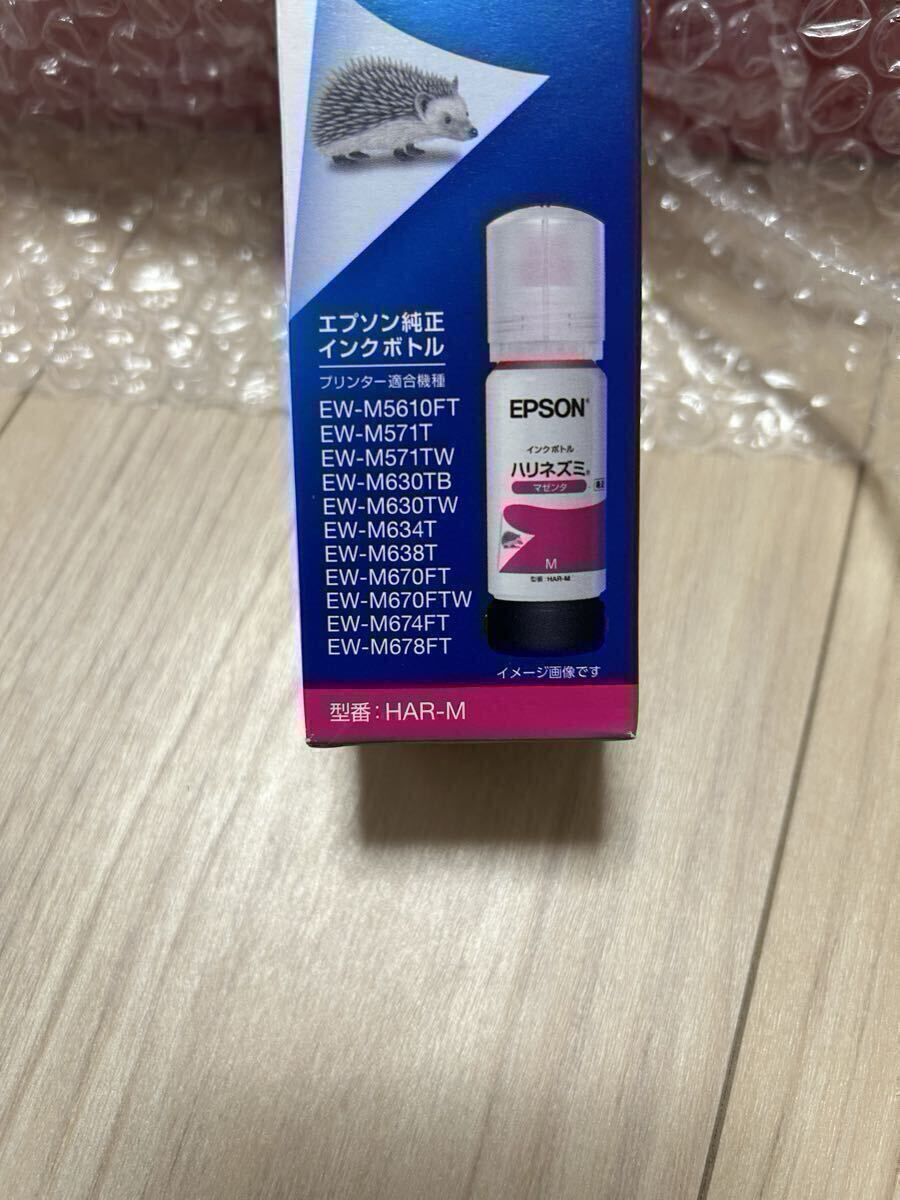 エプソン純正
インクボトル
プリンター適合機種
EW-M5610FT
EW-M571T
EW-M571TW
EW-M630TB
EW-M630TW
EW-M634T
EW-M638T
EW-M670FT
EW-M670FTW
EW-M674FT
EW-M678FT
EPSON
インクボトル
ハリネズミ®
マゼンタ
M
型番:HAR-M
イメージ画像です
型番:HAR-M